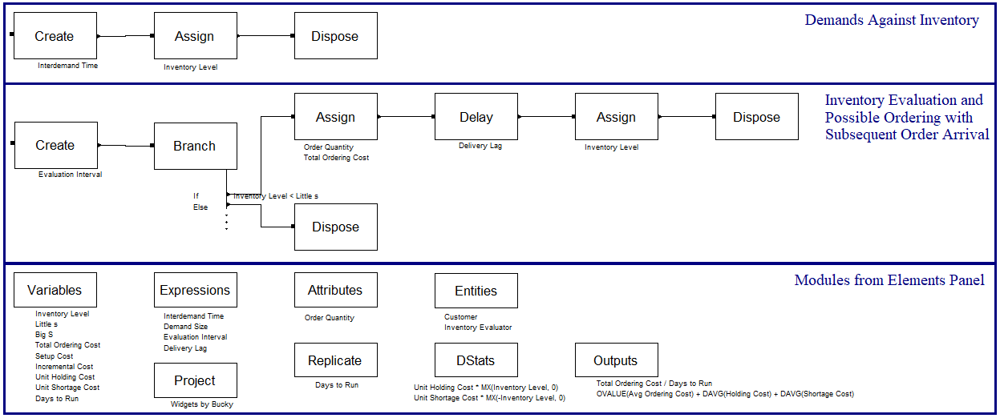 Demands Against Inventory
Create
Assign
Dispose
Interdemand Time
Inventory Level
Inventory Evaluation and
Possible Ordering with
Subsequent Order Arrival
Create
Evaluation Interval
Branch
If
Inventory Level < Little s
Else
Assign
Order Quantity
Total Ordering Cost
Delay
Delivery Lag
Assign
Inventory Level
Dispose
Dispose
Modules from Elements Panel
Variables
Inventory Level
Little s
Big S
Total Ordering Cost
Setup Cost
Incremental Cost
Unit Holding Cost
Unit Shortage Cost
Days to Run
Expressions
Interdemand Time
Demand Size
Evaluation Interval
Delivery Lag
Project
Widgets by Bucky
Attributes
Order Quantity
Replicate
Days to Run
Entities
Customer
Inventory Evaluator
DStats
Unit Holding Cost * MX(Inventory Level, 0)
Unit Shortage Cost * MX(-Inventory Level, 0)
Outputs
Total Ordering Cost / Days to Run
OVALUE(Avg Ordering Cost) + DAVG(Holding Cost) + DAVG(Shortage Cost)